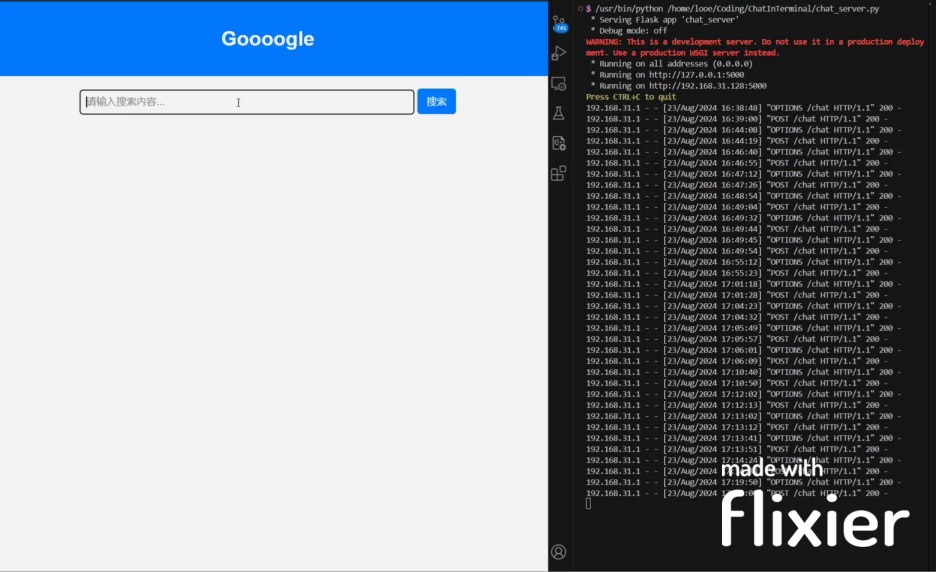 Goooogle
请输入搜索内容...
搜索
745
$ /usr/bin/python /home/looe/Coding/ChatInTerminal/chat_server.py
* Serving Flask app 'chat_server'
* Debug mode: off
WARNING: This is a development server. Do not use it in a production deploy
ment. Use a production WSGI server instead.
* Running on all addresses (0.0.0.0)
* Running on http://127.0.0.1:5000
* Running on http://192.168.31.128:5000
Press CTRL+C to quit
192.168.31.1 - - [23/Aug/2024 16:38:48] "OPTIONS /chat HTTP/1.1" 200 -
192.168.31.1 - - [23/Aug/2024 16:39:00] "POST /chat HTTP/1.1" 200 -
192.168.31.1 - - [23/Aug/2024 16:44:08] "OPTIONS /chat HTTP/1.1" 200 -
192.168.31.1 - - [23/Aug/2024 16:44:19] "POST /chat HTTP/1.1" 200 -
192.168.31.1 - - [23/Aug/2024 16:46:40] "OPTIONS /chat HTTP/1.1" 200 -
192.168.31.1 - - [23/Aug/2024 16:46:55] "POST /chat HTTP/1.1" 200 -
192.168.31.1 - - [23/Aug/2024 16:47:12] "OPTIONS /chat HTTP/1.1" 200 -
192.168.31.1 - - [23/Aug/2024 16:47:26] "POST /chat HTTP/1.1" 200 -
192.168.31.1 - - [23/Aug/2024 16:48:54] "OPTIONS /chat HTTP/1.1" 200 -
192.168.31.1 - - [23/Aug/2024 16:49:04] "POST /chat HTTP/1.1" 200 -
192.168.31.1 - - [23/Aug/2024 16:49:32] "OPTIONS /chat HTTP/1.1" 200 -
192.168.31.1 - - [23/Aug/2024 16:49:44] "POST /chat HTTP/1.1" 200 -
192.168.31.1 - - [23/Aug/2024 16:49:45] "OPTIONS /chat HTTP/1.1" 200 -
192.168.31.1 - - [23/Aug/2024 16:49:54] "POST /chat HTTP/1.1" 200 -
192.168.31.1 - - [23/Aug/2024 16:55:12] "OPTIONS /chat HTTP/1.1" 200 -
192.168.31.1 - - [23/Aug/2024 16:55:23] "POST /chat HTTP/1.1" 200 -
192.168.31.1 - - [23/Aug/2024 17:01:18] "OPTIONS /chat HTTP/1.1" 200 -
192.168.31.1 - - [23/Aug/2024 17:01:28] "POST /chat HTTP/1.1" 200 -
192.168.31.1 - - [23/Aug/2024 17:04:23] "OPTIONS /chat HTTP/1.1" 200 -
192.168.31.1 - - [23/Aug/2024 17:04:32] "POST /chat HTTP/1.1" 200 -
192.168.31.1 - - [23/Aug/2024 17:05:49] "OPTIONS /chat HTTP/1.1" 200 -
192.168.31.1 - - [23/Aug/2024 17:05:57] "POST /chat HTTP/1.1" 200 -
192.168.31.1 - - [23/Aug/2024 17:06:01] "OPTIONS /chat HTTP/1.1" 200 -
192.168.31.1 - - [23/Aug/2024 17:06:09] "POST /chat HTTP/1.1" 200 -
192.168.31.1 - - [23/Aug/2024 17:10:40] "OPTIONS /chat HTTP/1.1" 200 -
192.168.31.1 - - [23/Aug/2024 17:10:50] "POST /chat HTTP/1.1" 200 -
192.168.31.1 - - [23/Aug/2024 17:12:02] "OPTIONS /chat HTTP/1.1" 200 -
192.168.31.1 - - [23/Aug/2024 17:12:13] "POST /chat HTTP/1.1" 200 -
192.168.31.1 - - [23/Aug/2024 17:13:02] "OPTIONS /chat HTTP/1.1" 200 -
192.168.31.1 - - [23/Aug/2024 17:13:12] "POST /chat HTTP/1.1" 200 -
192.168.31.1 - - [23/Aug/2024 17:13:41] "OPTIONS /chat HTTP/1.1" 200 -
192.168.31.1 - - [23/Aug/2024 17:13:51] "POST /chat HTTP/1.1" 200 -
192.168.31.1 - - [23/Aug/2024 17:14:24] "OPTIONS /chat HTTP/1.1" 200 -
192.168.31.1 - - [23/Aug/2024 HTTP/1.1" 200 -
192.168.31.1 - - [23/Aug/2024 17:19:50] "OPTIONS /chat HTTP/1.1" 200 -
192.168.31.1 - - [23/Aug/2024 "POST /chat HTTP/1.1" 200 -
made with
flixier